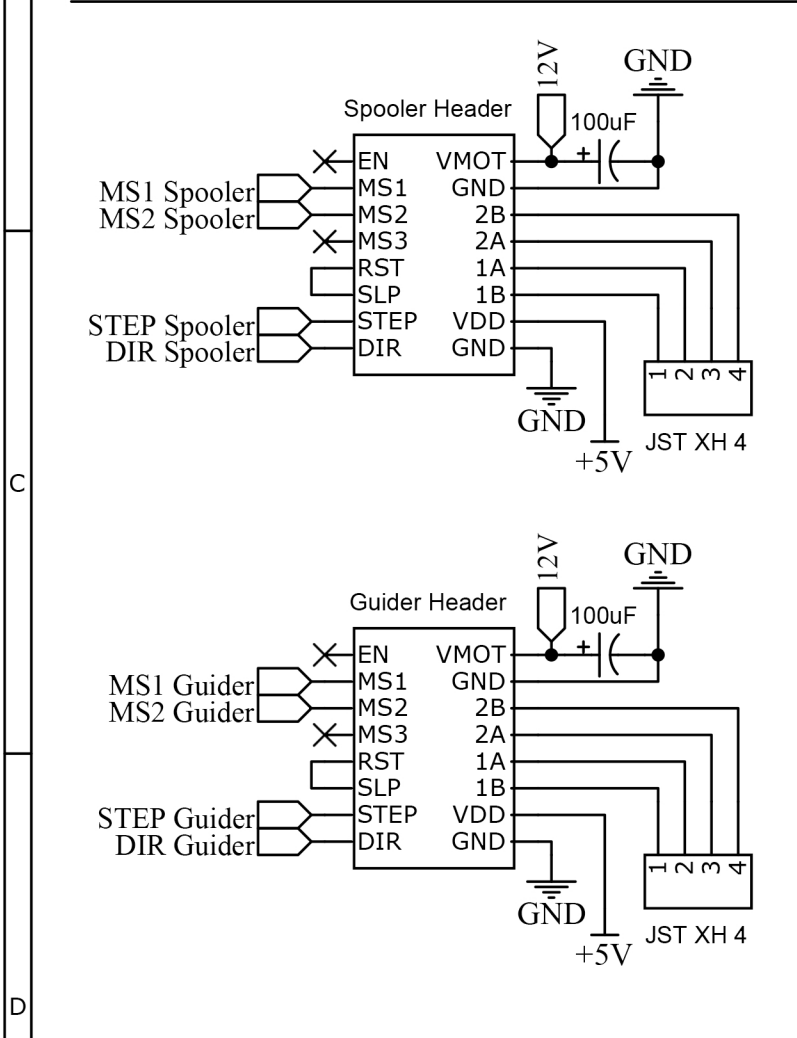 12V
GND
Spooler Header
100uF
+
EN VMOT
MS1 Spooler MS1 GND
MS2 Spooler MS2 2B
MS3 2A
RST 1A
SLP 1B
STEP Spooler STEP VDD
DIR Spooler DIR GND
1 2 3 4
GND
JST XH 4
+5V
C
12V
GND
Guider Header
100uF
+
EN VMOT
MS1 Guider MS1 GND
MS2 Guider MS2 2B
MS3 2A
RST 1A
SLP 1B
STEP Guider STEP VDD
DIR Guider DIR GND
1 2 3 4
GND
JST XH 4
+5V
D